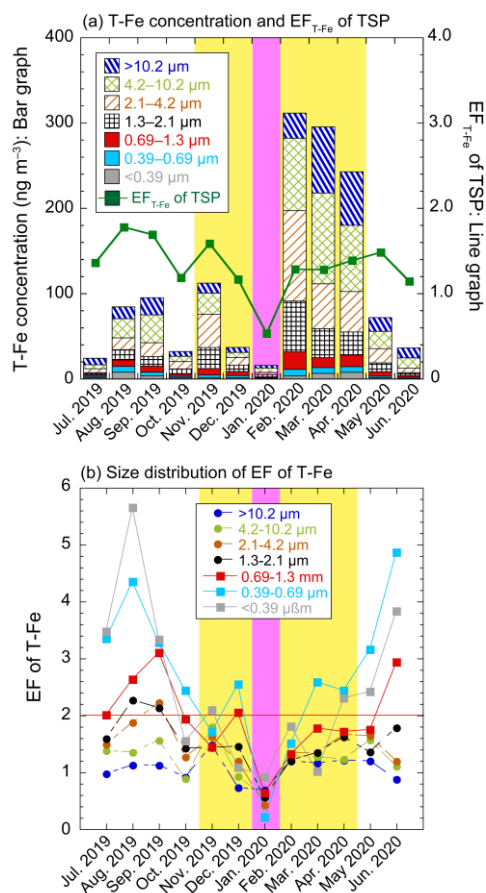 (a) T-Fe concentration and EF T-Fe of TSP
T-Fe concentration (ng m⁻³); Bar graph
400
300
200
100
0
>10.2 µm
4.2–10.2 µm
2.1–4.2 µm
1.3–2.1 µm
0.69–1.3 µm
0.39–0.69 µm
<0.39 µm
EF T-Fe of TSP
4.0
3.0
2.0
1.0
0
EF T-Fe of TSP: Line graph
Jul. 2019
Aug. 2019
Sep. 2019
Oct. 2019
Nov. 2019
Dec. 2019
Jan. 2020
Feb. 2020
Mar. 2020
Apr. 2020
May 2020
Jun. 2020
(b) Size distribution of EF of T-Fe
EF of T-Fe
6
5
4
3
2
1
0
>10.2 µm
4.2-10.2 µm
2.1-4.2 µm
1.3-2.1 µm
0.69-1.3 mm
0.39-0.69 µm
<0.39 µßm
Jul. 2019
Aug. 2019
Sep. 2019
Oct. 2019
Nov. 2019
Dec. 2019
Jan. 2020
Feb. 2020
Mar. 2020
Apr. 2020
May 2020
Jun. 2020